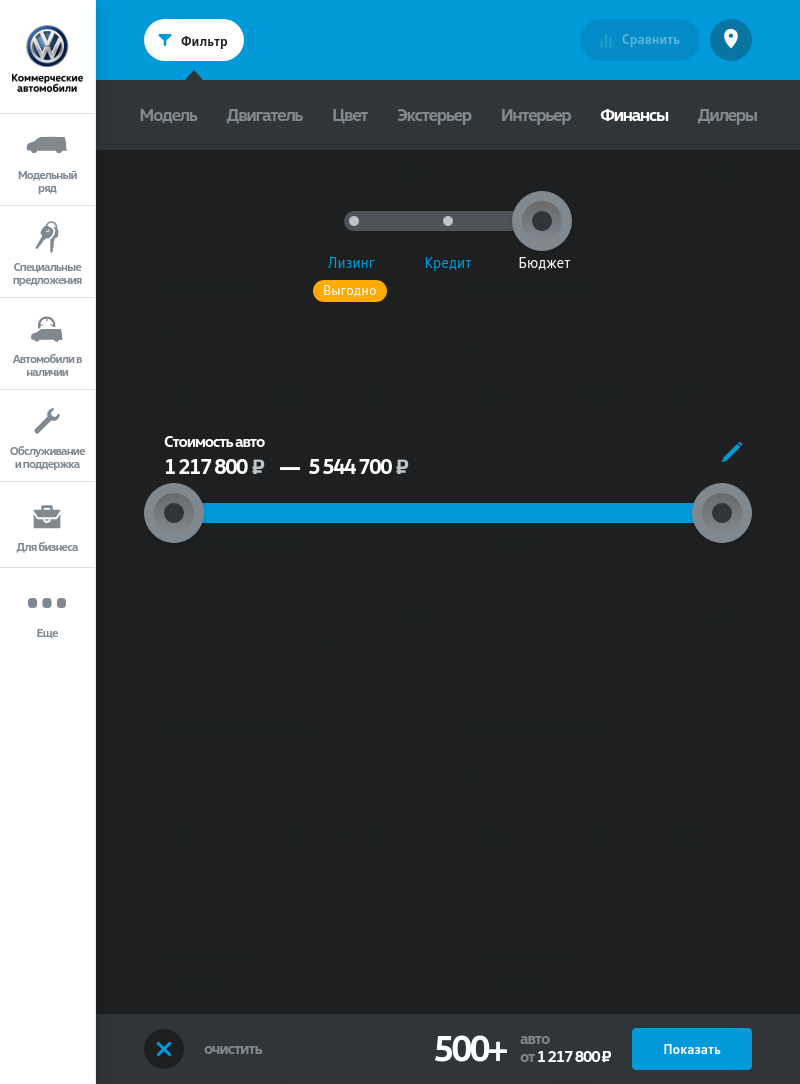 Коммерческие
автомобили
Модельный
ряд
Специальные
предложения
Автомобили в
наличии
Обслуживание
и поддержка
Для бизнеса
Еще
Фильтр
Сравнить
Модель Двигатель Цвет Экстерьер Интерьер Финансы Дилеры
Лизинг Кредит Бюджет
Выгодно
Стоимость авто
1 217 800 ₽ — 5 544 700 ₽
очистить
500+
авто
от 1 217 800 ₽
Показать